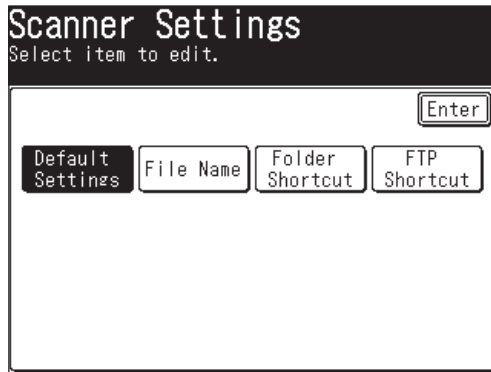 Scanner Settings
Select item to edit.
Enter
Default
Settings
File Name
Folder
Shortcut
FTP
Shortcut